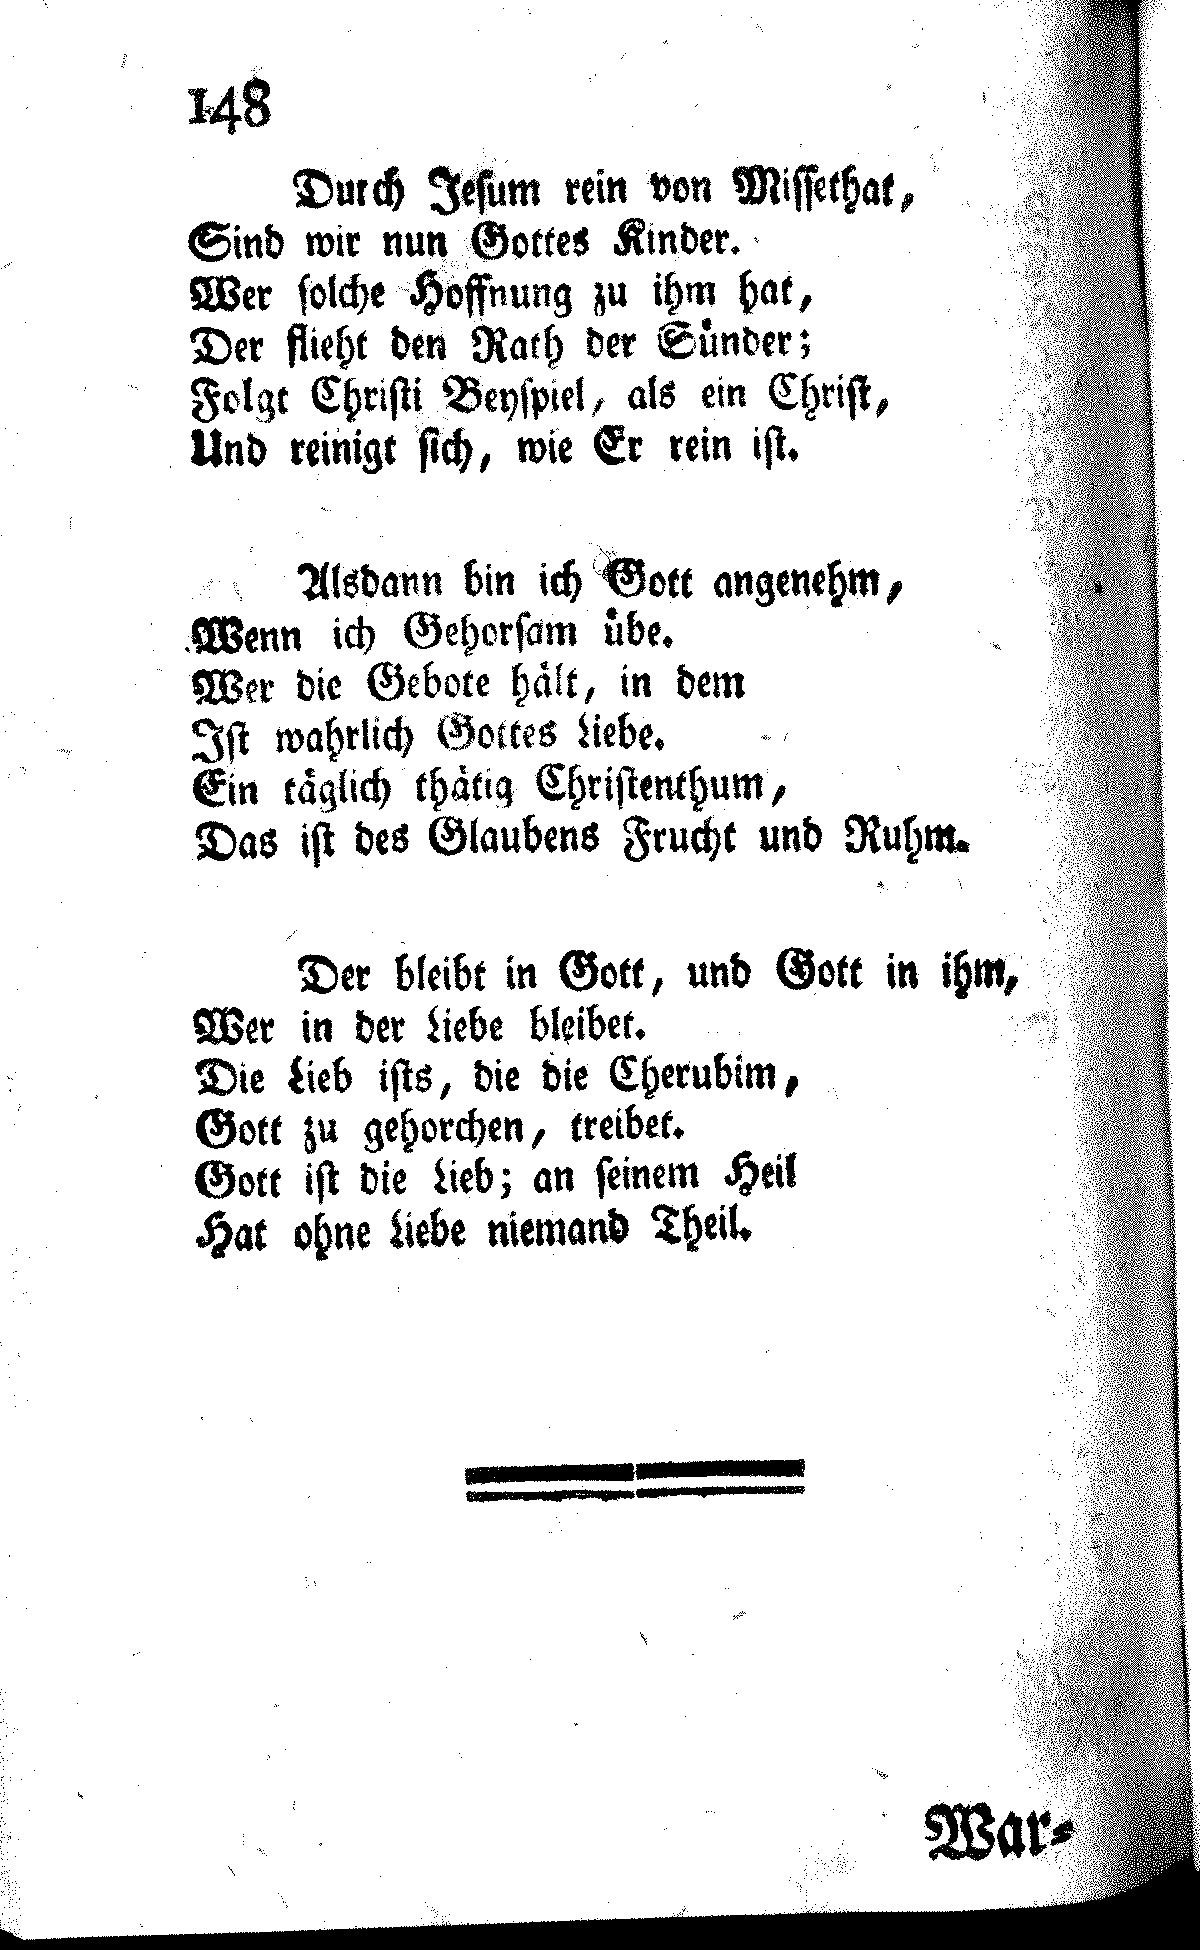 148
Durch Jesum rein von Missethat,
Sind wir nun Gottes Kinder.
Wer solche Hoffnung zu ihm hat,
Der flieht den Rath der Sünder;
Folgt Christi Beyspiel, als ein Christ,
Und reinigt sich, wie Er rein ist.
Alsdann bin ich Gott angenehm,
Wenn ich Gehorsam übe.
Wer die Gebote hält, in dem
Ist wahrlich Gottes Liebe.
Ein täglich thätig Christenthum,
Das ist des Glaubens Frucht und Ruhm.
Der bleibt in Gott, und Gott in ihm,
Wer in der Liebe bleibet.
Die Lieb ists, die die Cherubim,
Gott zu gehorchen, treibet.
Gott ist die Lieb; an seinem Heil
Hat ohne Liebe niemand Theil.
War-